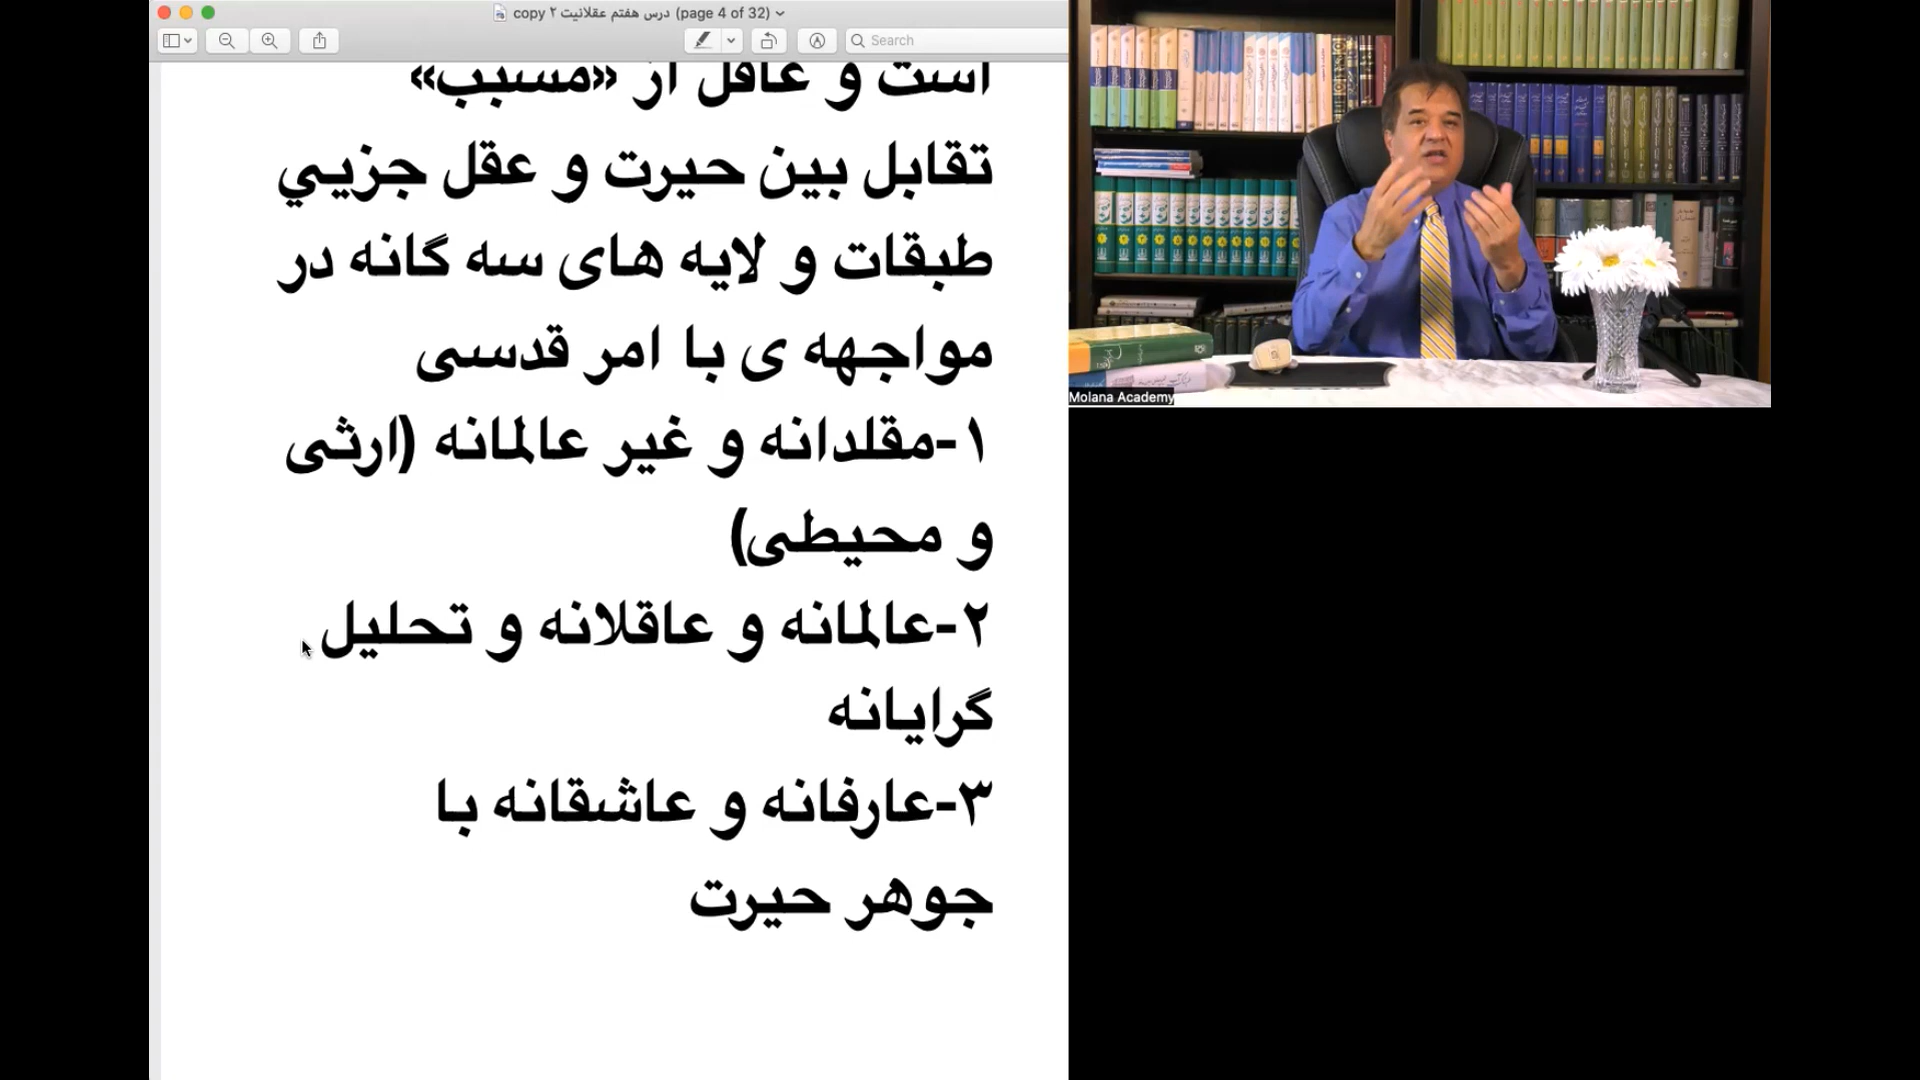 درس هفتم عقلانیت ۲ copy (page 4 of 32)
Search
است و غافل از «مسبب»
تقابل بین حیرت و عقل جزیي
طبقات و لایه های سه گانه در
مواجهه ی با امر قدسی
۱-مقلدانه و غیر عالمانه (ارثی
و محیطی)
۲-عالمانه و عاقلانه و تحلیل
گرایانه
۳-عارفانه و عاشقانه با
جوهر حیرت
Molana Academy